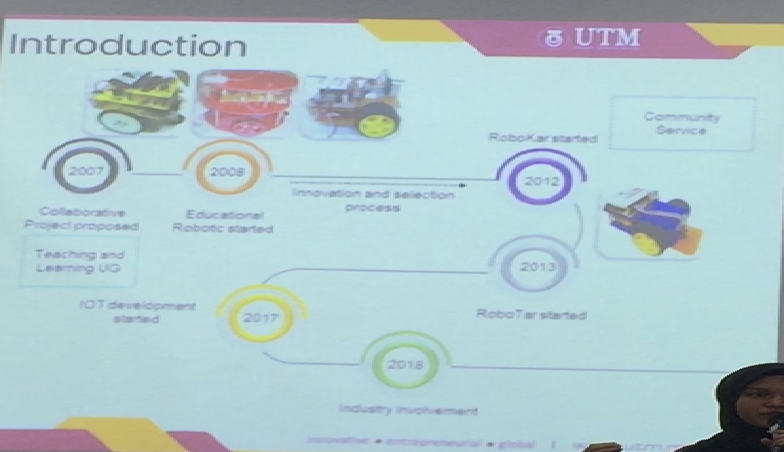 Introduction
UTM
Community
Service
RoboKar started
2007
2008
2012
Innovation and selection
process
Collaborative
Project proposed
Educational
Robotic started
Teaching and
Learning UG
2013
RoboTar started
IOT development
started
2017
2018
Industry involvement
innovative • entrepreneurial • global |